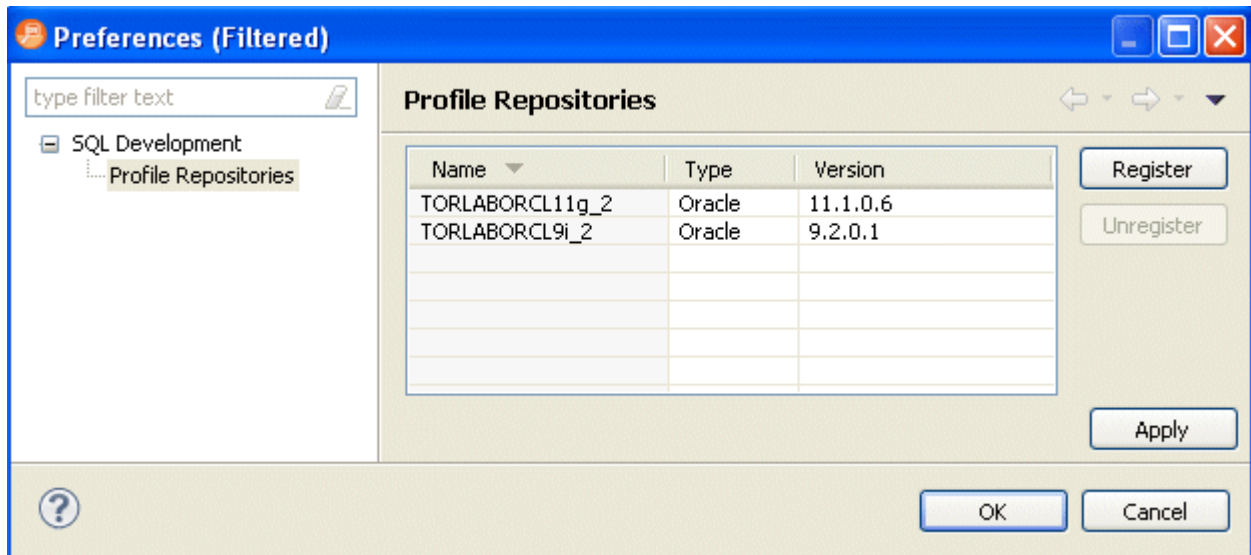 Preferences (Filtered)
type filter text
SQL Development
Profile Repositories
Profile Repositories
Name Type Version
TORLABORCL11g_2 Oracle 11.1.0.6
TORLABORCL9i_2 Oracle 9.2.0.1
Register
Unregister
Apply
?
OK Cancel